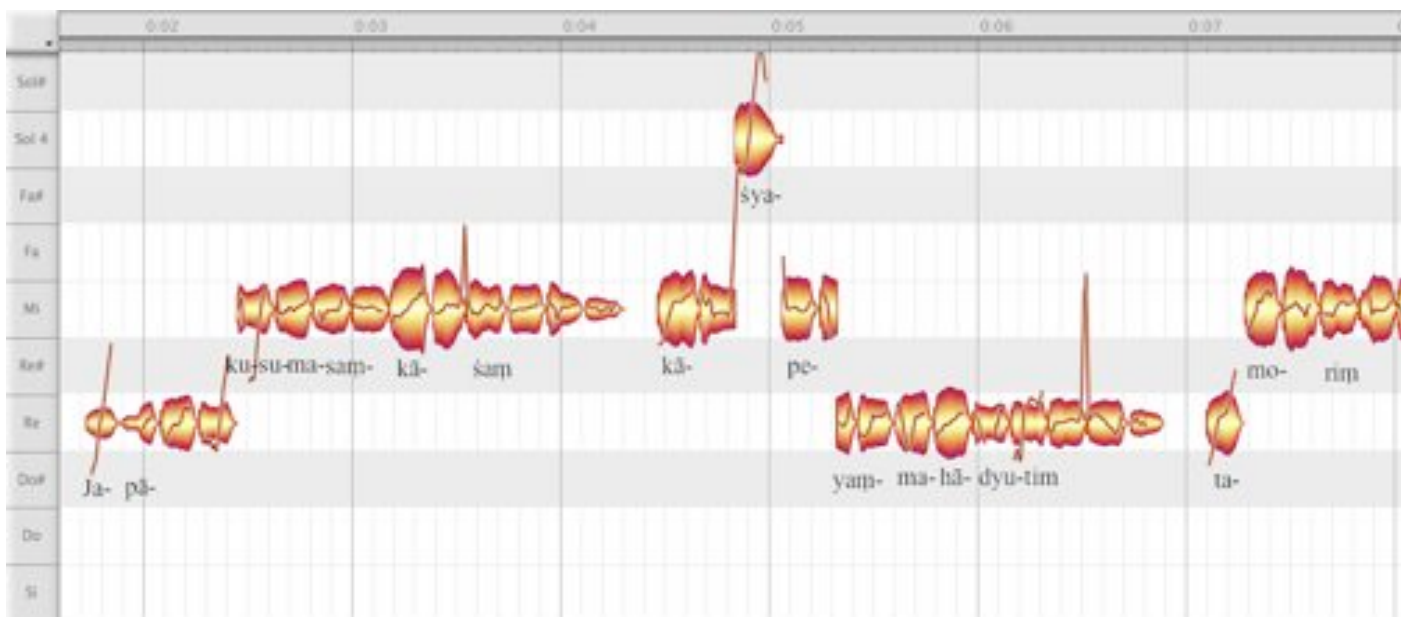 0:02 0:03 0:04 0:05 0:06 0:07
Sol#
Sol 4
Fa#
śya-
Fa
Mi
Re# ku-su-ma-saṃ- kā- śaṃ kā- pe- mo- riṃ
Re
Do# Ja- pā- yaṃ- ma-hā- dyu-tim ta-
Do
Si